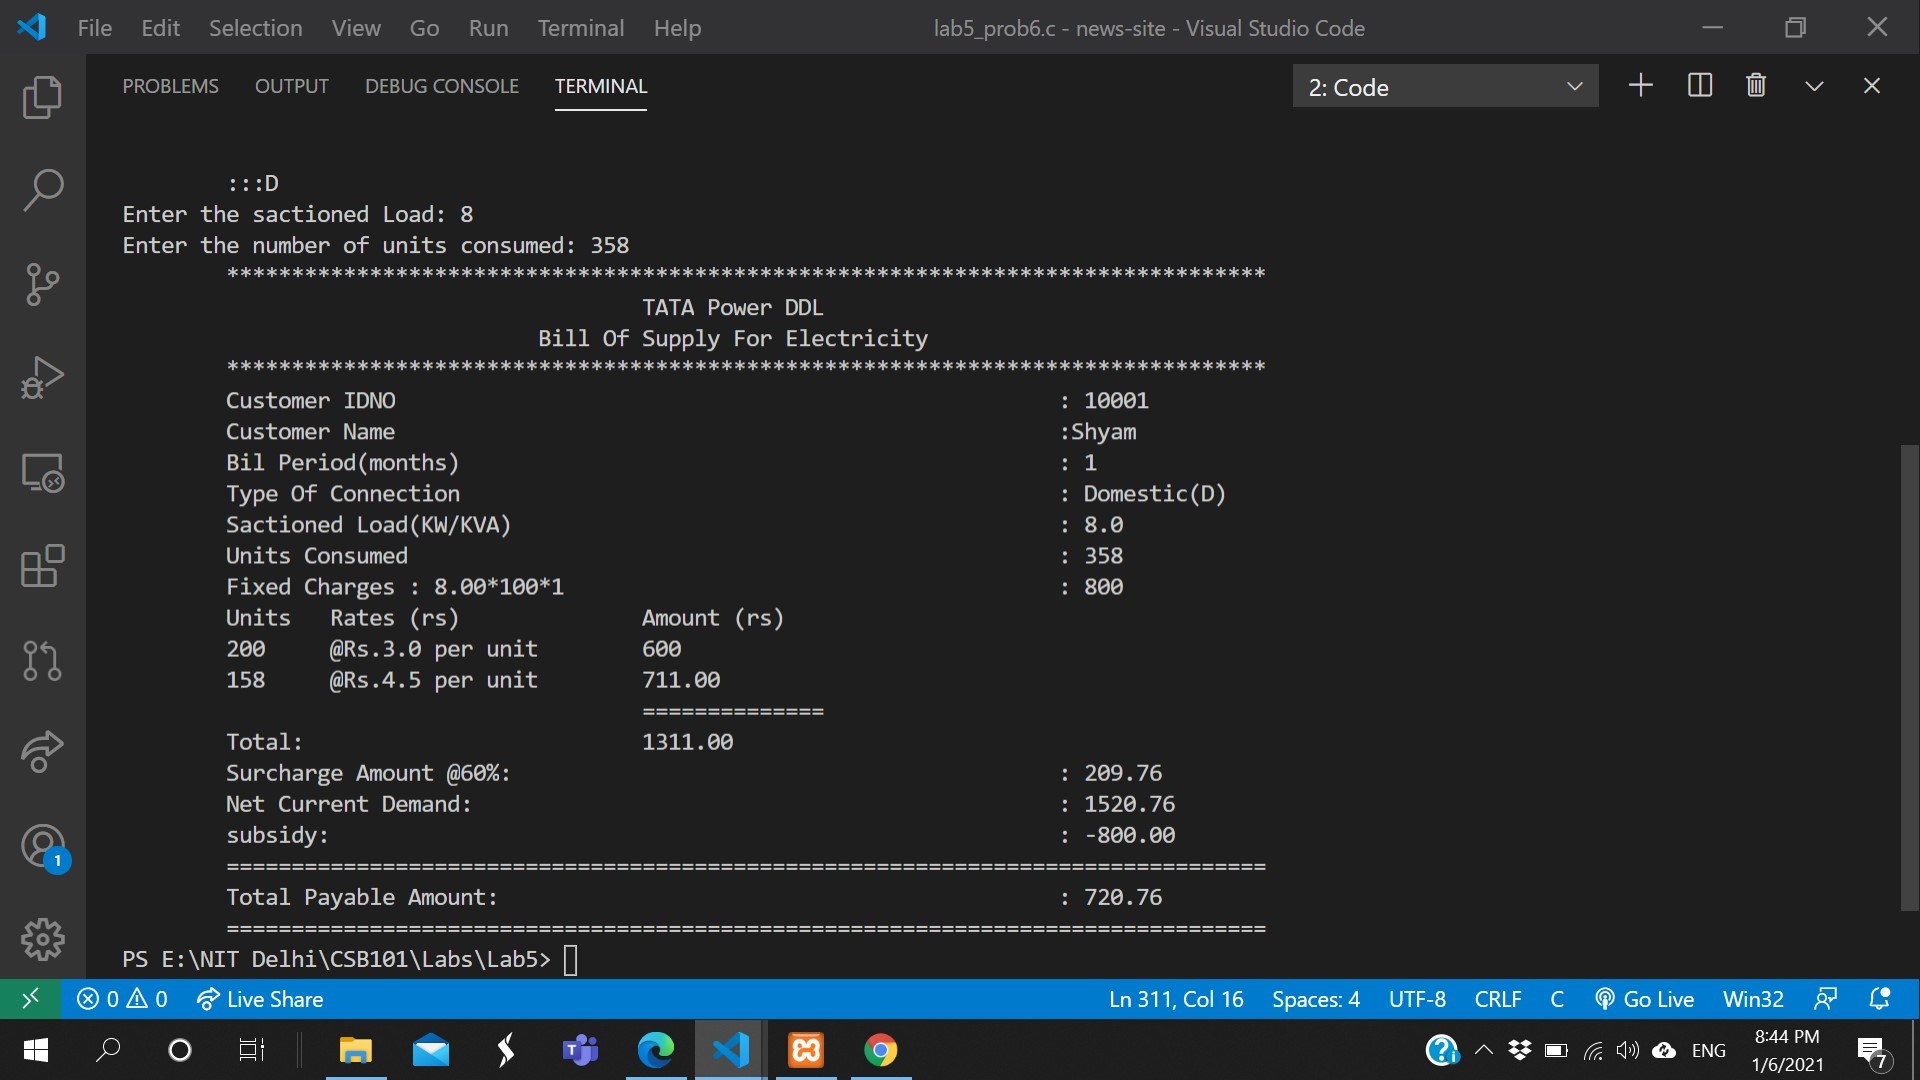 File Edit Selection View Go Run Terminal Help lab5_prob6.c - news-site - Visual Studio Code
PROBLEMS OUTPUT DEBUG CONSOLE TERMINAL 2: Code
:::D
Enter the sactioned Load: 8
Enter the number of units consumed: 358
********************************************************************************
TATA Power DDL
Bill Of Supply For Electricity
********************************************************************************
Customer IDNO : 10001
Customer Name :Shyam
Bil Period(months) : 1
Type Of Connection : Domestic(D)
Sactioned Load(KW/KVA) : 8.0
Units Consumed : 358
Fixed Charges : 8.00*100*1 : 800
Units Rates (rs) Amount (rs)
200 @Rs.3.0 per unit 600
158 @Rs.4.5 per unit 711.00
==============
Total: 1311.00
Surcharge Amount @60%: : 209.76
Net Current Demand: : 1520.76
subsidy: : -800.00
================================================================================
Total Payable Amount: : 720.76
================================================================================
PS E:\NIT Delhi\CSB101\Labs\Lab5>
1
0 0 Live Share Ln 311, Col 16 Spaces: 4 UTF-8 CRLF C Go Live Win32
ENG 8:44 PM
1/6/2021 7